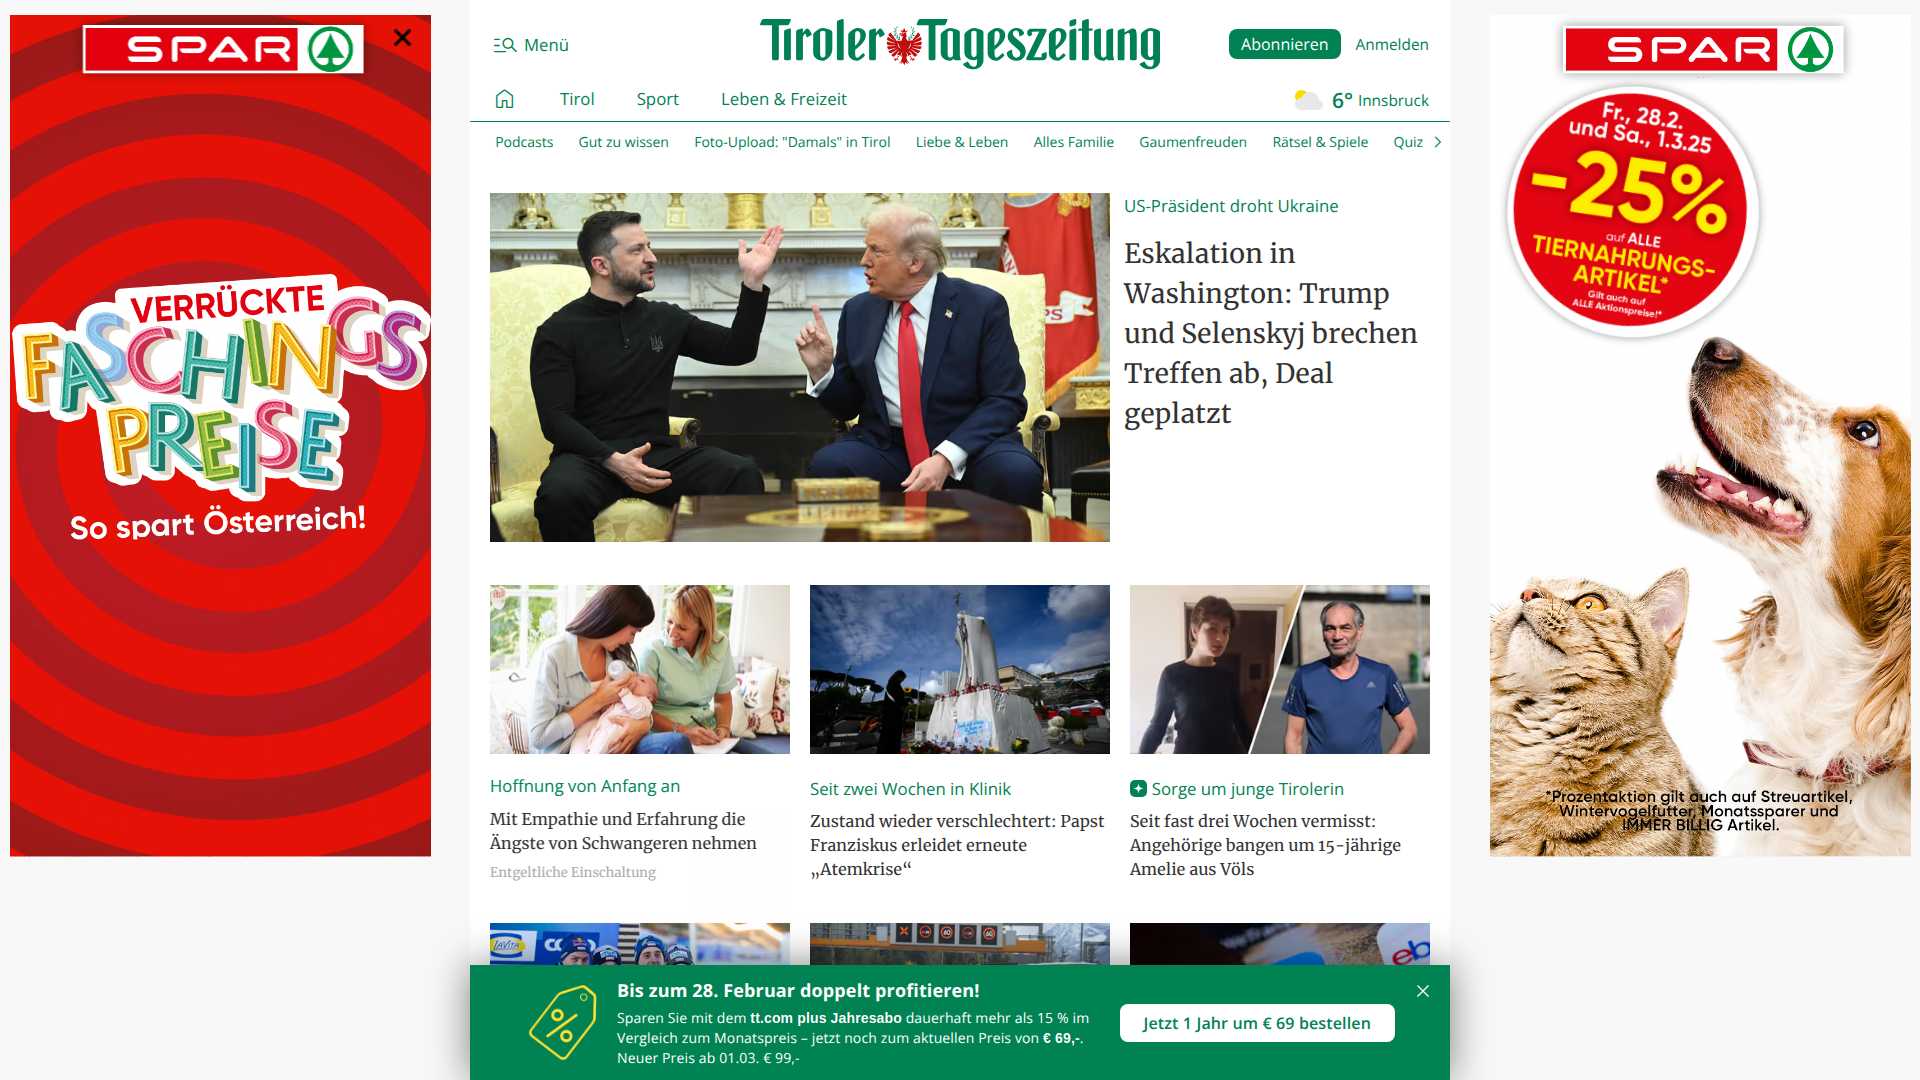 SPAR
VERRÜCKTE
FASCHINGS
PREISE
So spart Österreich!
Menü
Tiroler Tageszeitung
Abonnieren
Anmelden
Tirol
Sport
Leben & Freizeit
6° Innsbruck
Podcasts
Gut zu wissen
Foto-Upload: "Damals" in Tirol
Liebe & Leben
Alles Familie
Gaumenfreuden
Rätsel & Spiele
Quiz
US-Präsident droht Ukraine
Eskalation in
Washington: Trump
und Selenskyj brechen
Treffen ab, Deal
geplatzt
Hoffnung von Anfang an
Mit Empathie und Erfahrung die
Ängste von Schwangeren nehmen
Entgeltliche Einschaltung
Seit zwei Wochen in Klinik
Zustand wieder verschlechtert: Papst
Franziskus erleidet erneute
„Atemkrise“
Sorge um junge Tirolerin
Seit fast drei Wochen vermisst:
Angehörige bangen um 15-jährige
Amelie aus Völs
Bis zum 28. Februar doppelt profitieren!
Sparen Sie mit dem tt.com plus Jahresabo dauerhaft mehr als 15 % im
Vergleich zum Monatspreis – jetzt noch zum aktuellen Preis von € 69,-.
Neuer Preis ab 01.03. € 99,-
Jetzt 1 Jahr um € 69 bestellen
SPAR
Fr., 28.2.
und Sa., 1.3.25
-25%
auf ALLE
TIERNAHRUNGS-
ARTIKEL*
Gilt auch auf
ALLE Aktionspreise!*
*Prozentaktion gilt auch auf Streuartikel,
Wintervogelfutter, Monatssparer und
IMMER BILLIG Artikel.